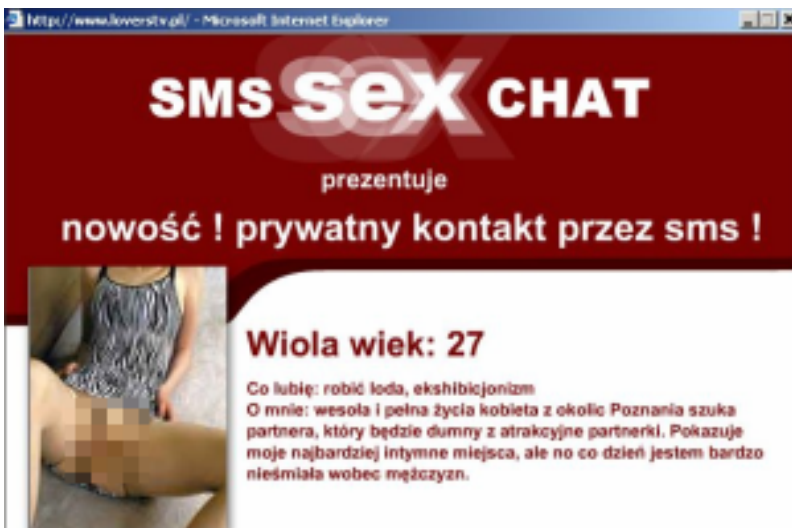 http://www.loverstv.pl/ - Microsoft Internet Explorer
SMS sex CHAT
prezentuje
nowość ! prywatny kontakt przez sms !
Wiola wiek: 27
Co lubię: robić loda, ekshibicjonizm
O mnie: wesoła i pełna życia kobieta z okolic Poznania szuka
partnera, który będzie dumny z atrakcyjne partnerki. Pokazuje
moje najbardziej intymne miejsca, ale no co dzień jestem bardzo
nieśmiała wobec mężczyzn.